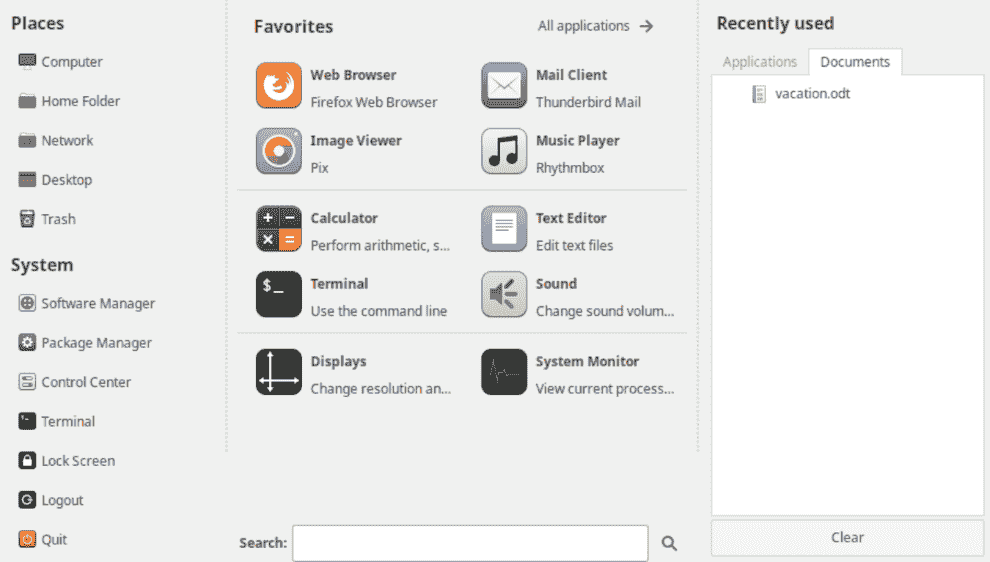 Places
Computer
Home Folder
Network
Desktop
Trash
System
Software Manager
Package Manager
Control Center
Terminal
Lock Screen
Logout
Quit
Favorites
All applications
Web Browser
Firefox Web Browser
Mail Client
Thunderbird Mail
Image Viewer
Pix
Music Player
Rhythmbox
Calculator
Perform arithmetic, s...
Text Editor
Edit text files
$_
Terminal
Use the command line
Sound
Change sound volum...
Displays
Change resolution an...
System Monitor
View current process...
Search:
Recently used
Applications
Documents
vacation.odt
Clear